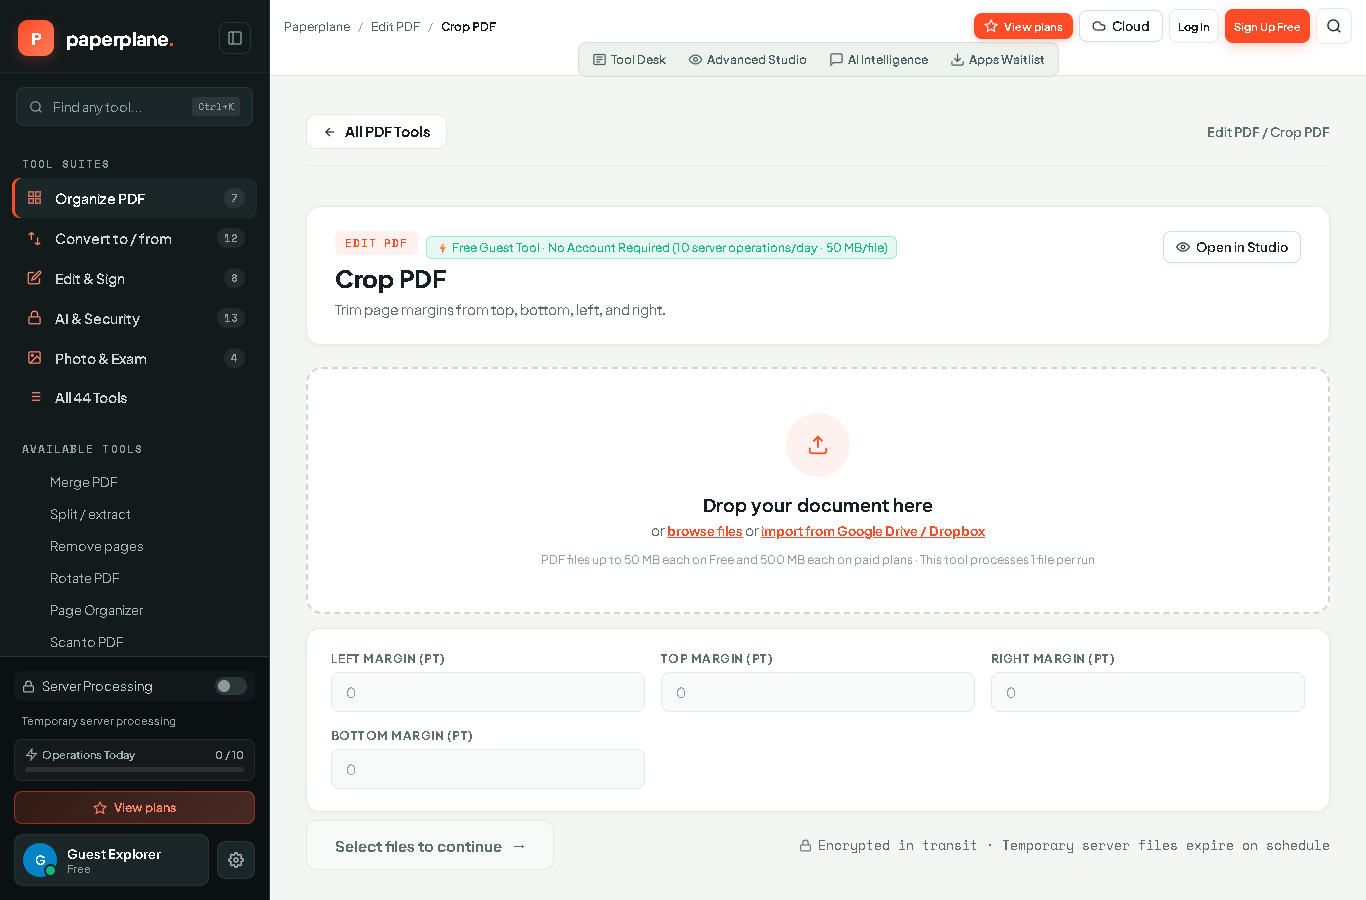 P paperplane.
Find any tool... Ctrl+K
TOOL SUITES
Organize PDF 7
Convert to / from 12
Edit & Sign 8
AI & Security 13
Photo & Exam 4
All 44 Tools
AVAILABLE TOOLS
Merge PDF
Split / extract
Remove pages
Rotate PDF
Page Organizer
Scan to PDF
Server Processing
Temporary server processing
Operations Today 0 / 10
View plans
G Guest Explorer
Free
Paperplane / Edit PDF / Crop PDF
View plans Cloud Log In Sign Up Free
Tool Desk Advanced Studio AI Intelligence Apps Waitlist
← All PDF Tools Edit PDF / Crop PDF
EDIT PDF Free Guest Tool · No Account Required (10 server operations/day · 50 MB/file) Open in Studio
Crop PDF
Trim page margins from top, bottom, left, and right.
Drop your document here
or browse files or import from Google Drive / Dropbox
PDF files up to 50 MB each on Free and 500 MB each on paid plans · This tool processes 1 file per run
LEFT MARGIN (PT) TOP MARGIN (PT) RIGHT MARGIN (PT)
0 0 0
BOTTOM MARGIN (PT)
0
Select files to continue → Encrypted in transit · Temporary server files expire on schedule